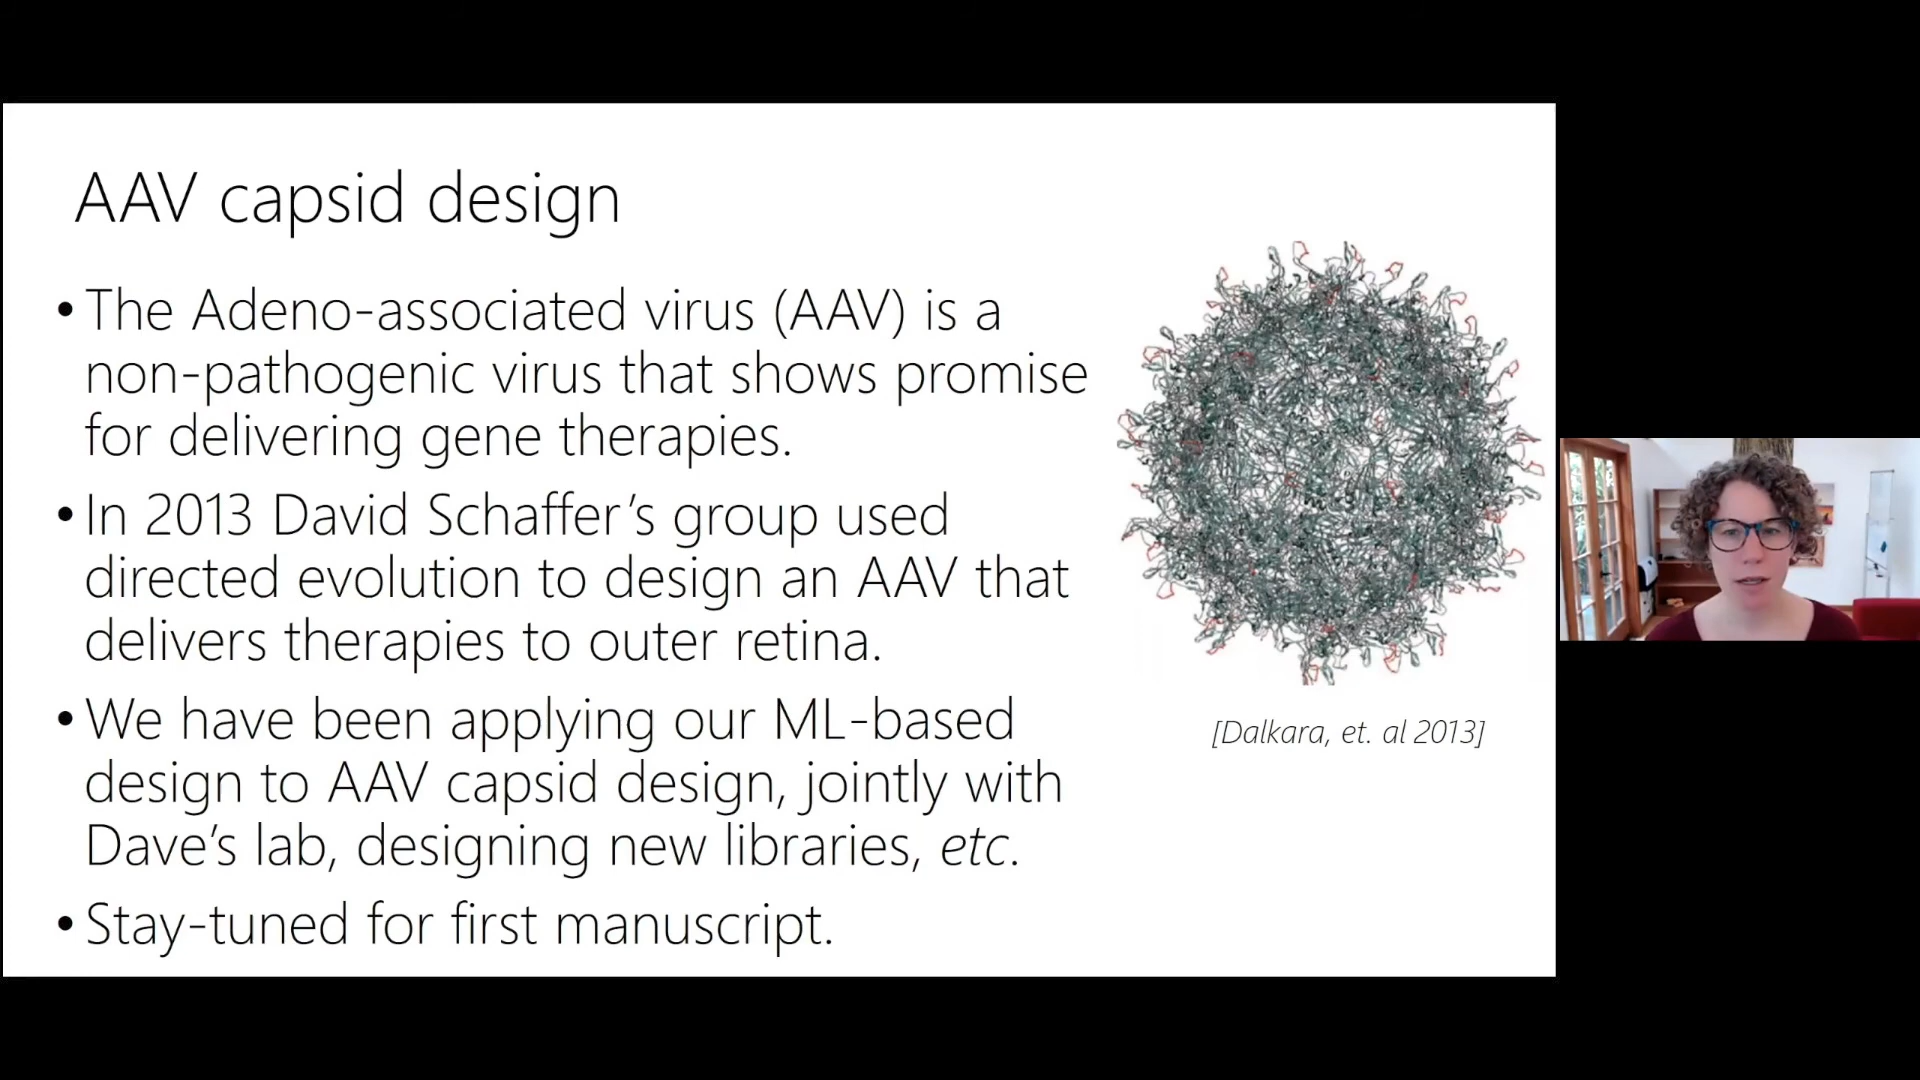 AAV capsid design
• The Adeno-associated virus (AAV) is a
non-pathogenic virus that shows promise
for delivering gene therapies.
• In 2013 David Schaffer’s group used
directed evolution to design an AAV that
delivers therapies to outer retina.
• We have been applying our ML-based
design to AAV capsid design, jointly with
Dave’s lab, designing new libraries, etc.
• Stay-tuned for first manuscript.
[Dalkara, et. al 2013]